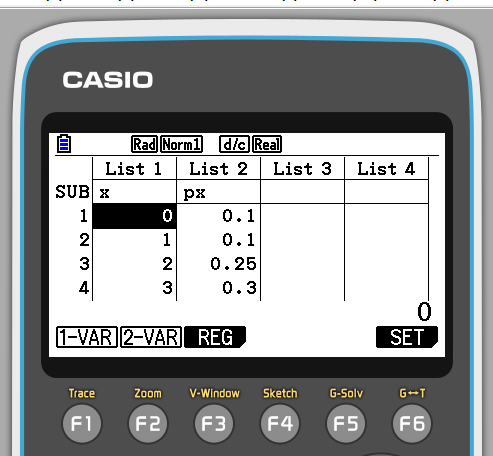 CASIO
Rad Norm1 d/c Real
List 1 List 2 List 3 List 4
SUB x px
1 0 0.1
2 1 0.1
3 2 0.25
4 3 0.3
0
1-VAR 2-VAR REG SET
Trace Zoom V-Window Sketch G-Solv G↔T
F1 F2 F3 F4 F5 F6